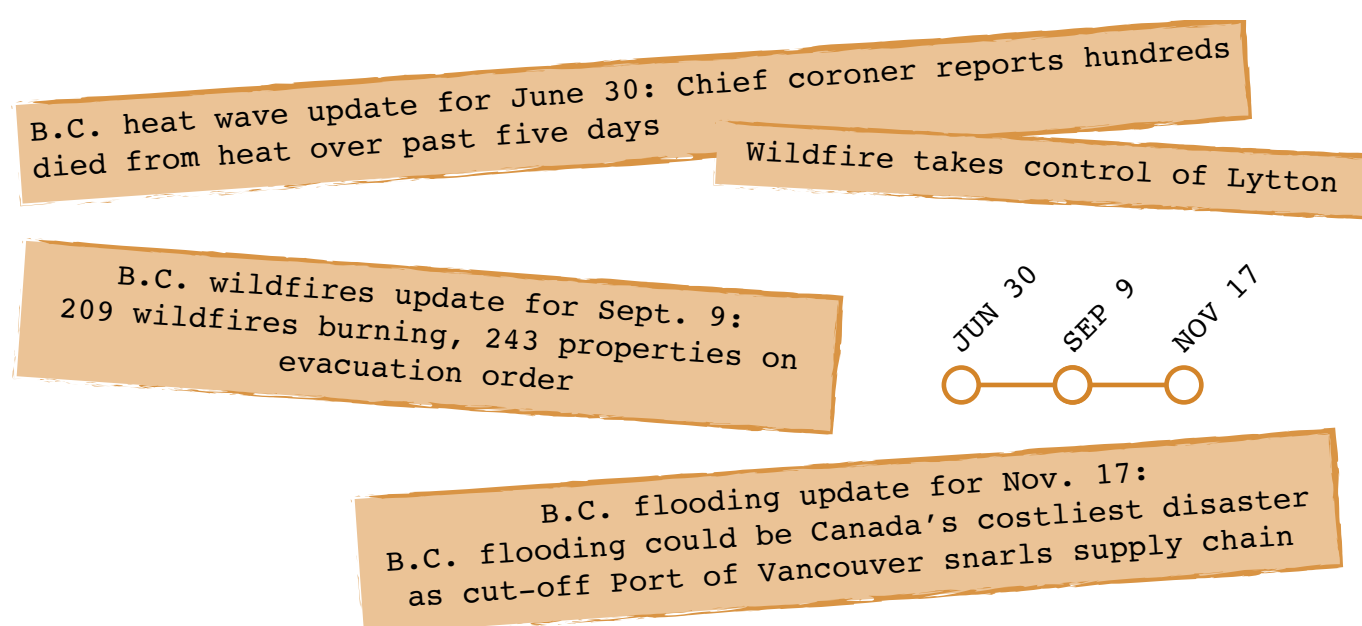 B.C. heat wave update for June 30: Chief coroner reports hundreds
died from heat over past five days
Wildfire takes control of Lytton
B.C. wildfires update for Sept. 9:
209 wildfires burning, 243 properties on
evacuation order
JUN 30
SEP 9
NOV 17
B.C. flooding update for Nov. 17:
B.C. flooding could be Canada’s costliest disaster
as cut-off Port of Vancouver snarls supply chain